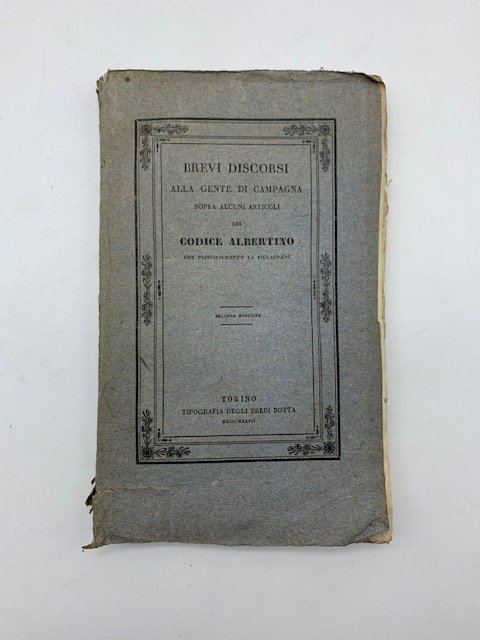 BREVI DISCORSI
ALLA GENTE DI CAMPAGNA
SOPRA ALCUNI ARTICOLI
DEL
CODICE ALBERTINO
CHE PRINCIPALMENTE LA RIGUARDANO
SECONDA EDIZIONE
TORINO
TIPOGRAFIA DEGLI EREDI BOTTA